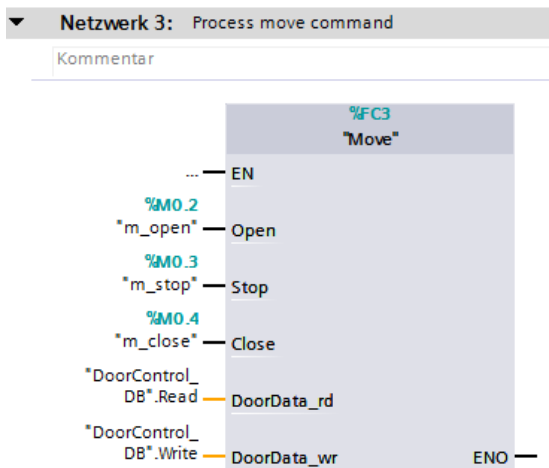 Netzwerk 3: Process move command
Kommentar
%FC3
"Move"
... EN
%M0.2
"m_open" Open
%M0.3
"m_stop" Stop
%M0.4
"m_close" Close
"DoorControl_
DB".Read DoorData_rd
"DoorControl_
DB".Write DoorData_wr ENO